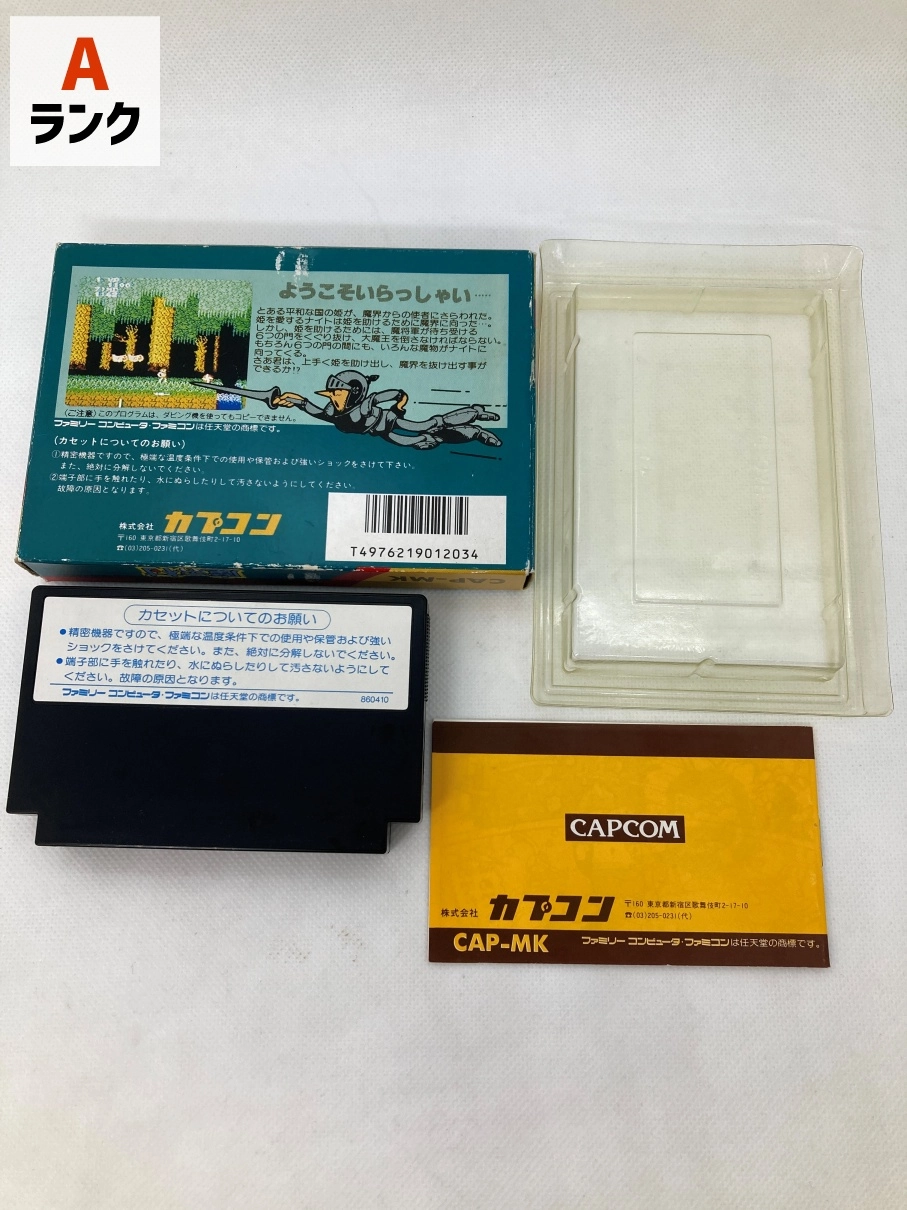 A
ランク
ようこそいらっしゃい……
とある平和な国の姫が、魔界からの使者にさらわれた。
姫を愛するナイトは姫を助けるために魔界に向った…。
しかし、姫を助けるためには、魔将軍が待ち受ける
6つの門をくぐり抜け、大魔王を倒さなければならない。
もちろん6つの門の間にも、いろんな魔物がナイトに
向ってくる。
さあ君は、上手く姫を助け出し、魔界を抜け出す事が
できるか!?
(ご注意)このプログラムは、ダビング機を使ってもコピーできません。
ファミリー コンピュータ・ファミコンは任天堂の商標です。
(カセットについてのお願い)
①精密機器ですので、極端な温度条件下での使用や保管および強いショックをさけて下さい。
また、絶対に分解しないでください。
②端子部に手を触れたり、水にぬらしたりして汚さないようにしてください。
故障の原因となります。
株式会社 カプコン
〒160 東京都新宿区歌舞伎町2-17-10
☎(03)205-0231(代)
T4976219012034
CAP-MK
カセットについてのお願い
●精密機器ですので、極端な温度条件下での使用や保管および強い
ショックをさけてください。また、絶対に分解しないでください。
●端子部に手を触れたり、水にぬらしたりして汚さないようにして
ください。故障の原因となります。
ファミリー コンピュータ・ファミコンは任天堂の商標です。
860410
CAPCOM
株式会社 カプコン
〒160 東京都新宿区歌舞伎町2-17-10
☎(03)205-0231(代)
CAP-MK
ファミリー コンピュータ・ファミコンは任天堂の商標です。